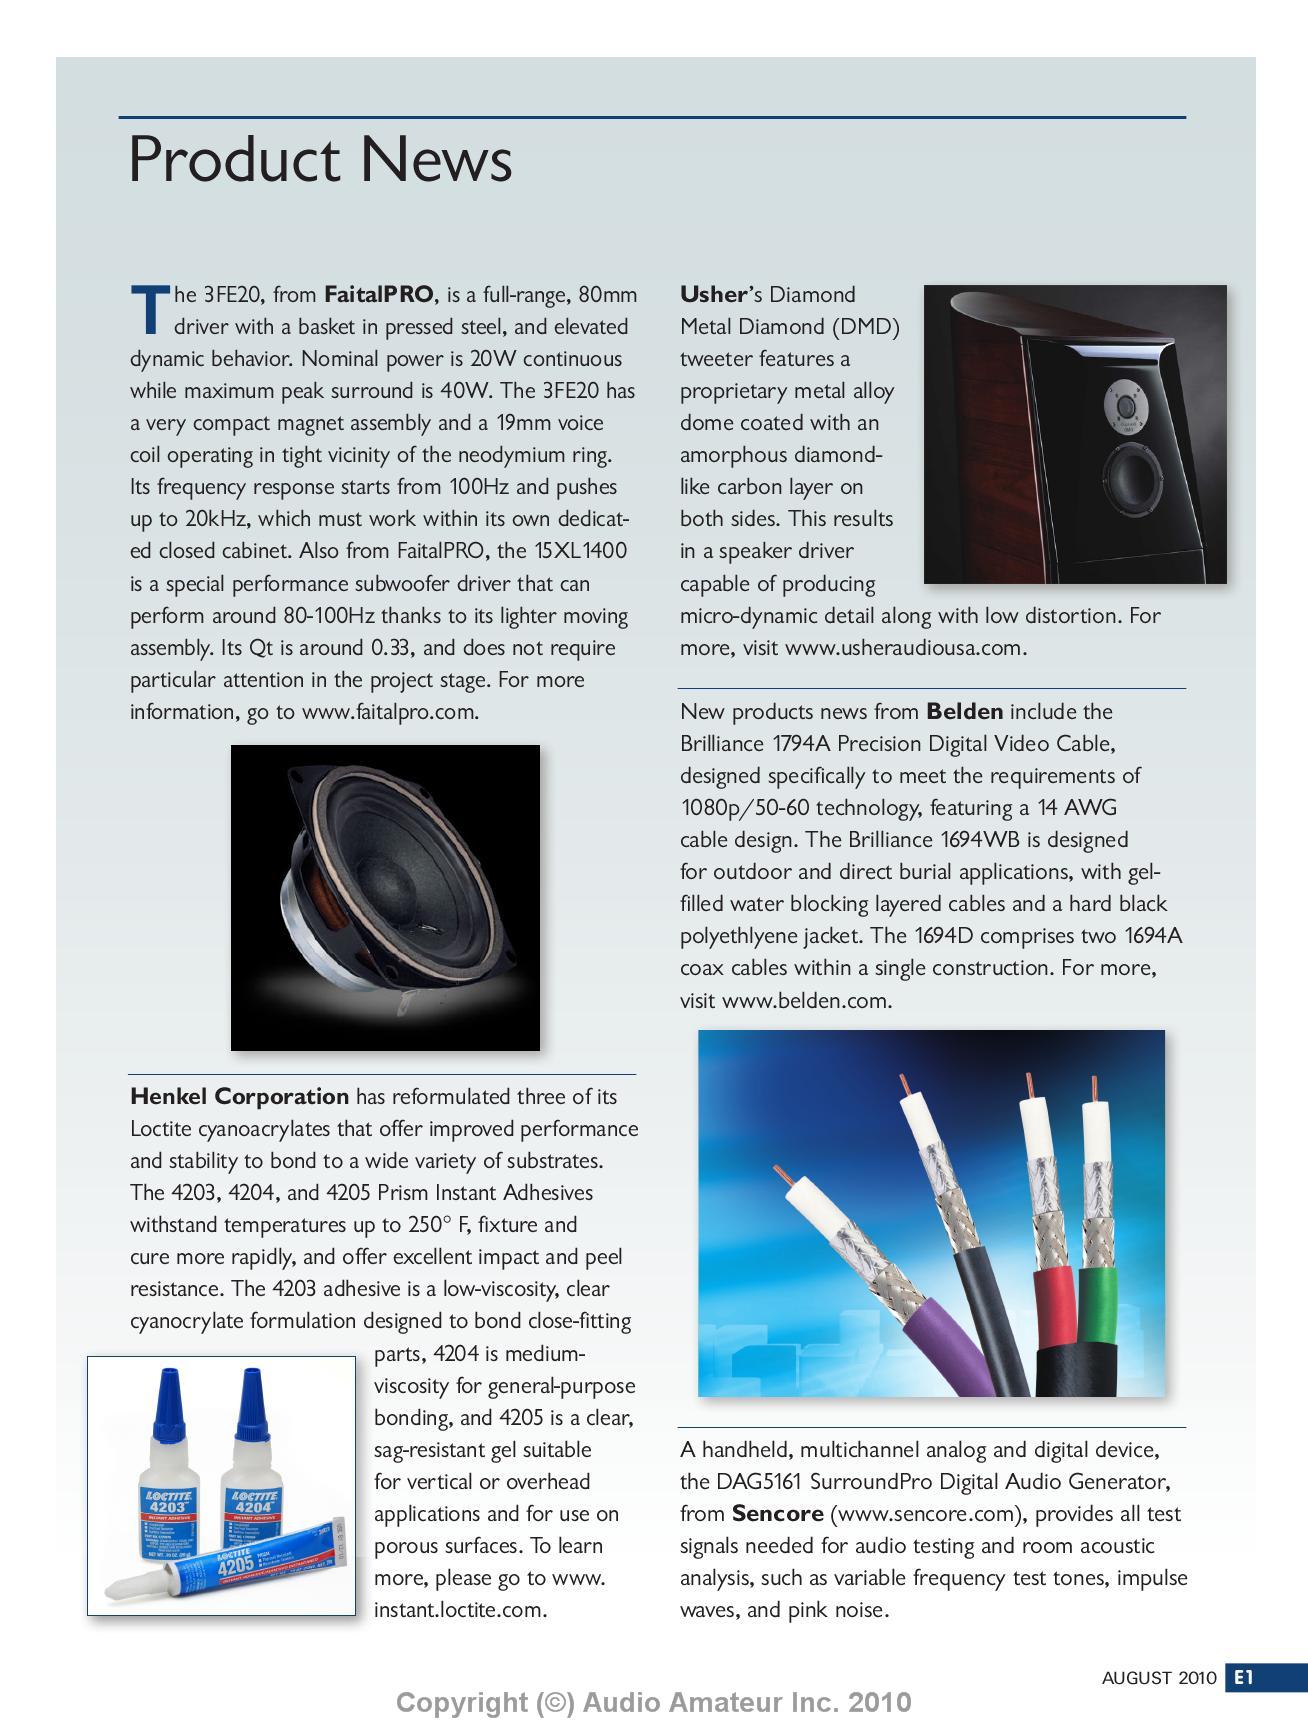 Product News
The 3FE20, from FaitalPRO, is a full-range, 80mm
driver with a basket in pressed steel, and elevated
dynamic behavior. Nominal power is 20W continuous
while maximum peak surround is 40W. The 3FE20 has
a very compact magnet assembly and a 19mm voice
coil operating in tight vicinity of the neodymium ring.
Its frequency response starts from 100Hz and pushes
up to 20kHz, which must work within its own dedicat-
ed closed cabinet. Also from FaitalPRO, the 15XL1400
is a special performance subwoofer driver that can
perform around 80-100Hz thanks to its lighter moving
assembly. Its Qt is around 0.33, and does not require
particular attention in the project stage. For more
information, go to www.faitalpro.com.
Henkel Corporation has reformulated three of its
Loctite cyanoacrylates that offer improved performance
and stability to bond to a wide variety of substrates.
The 4203, 4204, and 4205 Prism Instant Adhesives
withstand temperatures up to 250° F, fixture and
cure more rapidly, and offer excellent impact and peel
resistance. The 4203 adhesive is a low-viscosity, clear
cyanocrylate formulation designed to bond close-fitting
parts, 4204 is medium-
viscosity for general-purpose
bonding, and 4205 is a clear,
sag-resistant gel suitable
for vertical or overhead
applications and for use on
porous surfaces. To learn
more, please go to www.
instant.loctite.com.
LOCTITE
4203
INSTANT ADHESIVE
LOCTITE
4204
INSTANT ADHESIVE
LOCTITE
4205
Usher's Diamond
Metal Diamond (DMD)
tweeter features a
proprietary metal alloy
dome coated with an
amorphous diamond-
like carbon layer on
both sides. This results
in a speaker driver
capable of producing
micro-dynamic detail along with low distortion. For
more, visit www.usheraudiousa.com.
New products news from Belden include the
Brilliance 1794A Precision Digital Video Cable,
designed specifically to meet the requirements of
1080p/50-60 technology, featuring a 14 AWG
cable design. The Brilliance 1694WB is designed
for outdoor and direct burial applications, with gel-
filled water blocking layered cables and a hard black
polyethlyene jacket. The 1694D comprises two 1694A
coax cables within a single construction. For more,
visit www.belden.com.
A handheld, multichannel analog and digital device,
the DAG5161 SurroundPro Digital Audio Generator,
from Sencore (www.sencore.com), provides all test
signals needed for audio testing and room acoustic
analysis, such as variable frequency test tones, impulse
waves, and pink noise.
AUGUST 2010 E1
Copyright (©) Audio Amateur Inc. 2010